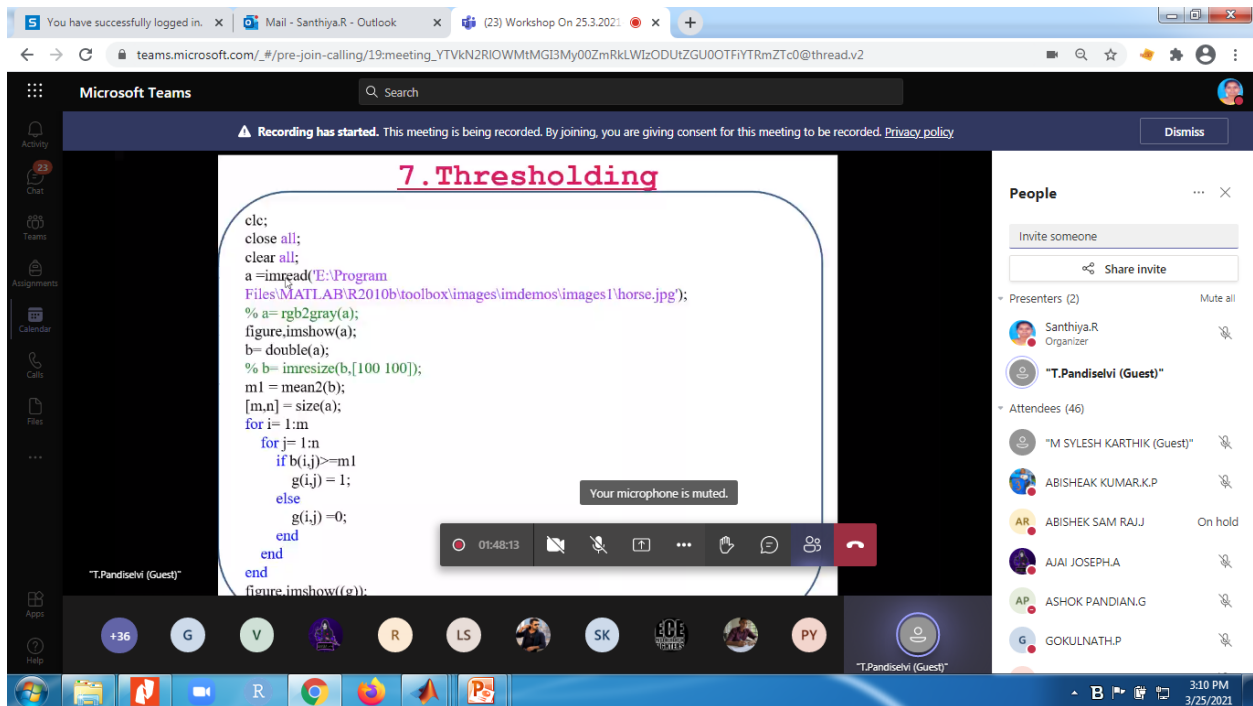 You have successfully logged in.
Mail - Santhiya.R - Outlook
(23) Workshop On 25.3.2021
teams.microsoft.com/_#/pre-join-calling/19:meeting_YTVkN2RlOWMtMGI3My00ZmRkLWIzODUtZGU0OTFiYTRmZTc0@thread.v2
Microsoft Teams
Search
Recording has started. This meeting is being recorded. By joining, you are giving consent for this meeting to be recorded. Privacy policy
Dismiss
Activity
23
Chat
Teams
Assignments
Calendar
Calls
Files
Apps
Help
7.Thresholding
clc;
close all;
clear all;
a =imread('E:\Program
Files\MATLAB\R2010b\toolbox\images\imdemos\images1\horse.jpg');
% a= rgb2gray(a);
figure,imshow(a);
b= double(a);
% b= imresize(b,[100 100]);
m1 = mean2(b);
[m,n] = size(a);
for i= 1:m
for j= 1:n
if b(i,j)>=m1
g(i,j) = 1;
else
g(i,j) =0;
end
end
end
figure,imshow((g));
Your microphone is muted.
01:48:13
"T.Pandiselvi (Guest)"
+36
G
V
R
LS
SK
ECE
PY
"T.Pandiselvi (Guest)"
People
Invite someone
Share invite
Presenters (2)
Mute all
Santhiya.R
Organizer
"T.Pandiselvi (Guest)"
Attendees (46)
"M SYLESH KARTHIK (Guest)"
ABISHEAK KUMAR.K.P
AR
ABISHEK SAM RAJ.J
On hold
AJAI JOSEPH.A
AP
ASHOK PANDIAN.G
G
GOKULNATH.P
R
3:10 PM
3/25/2021